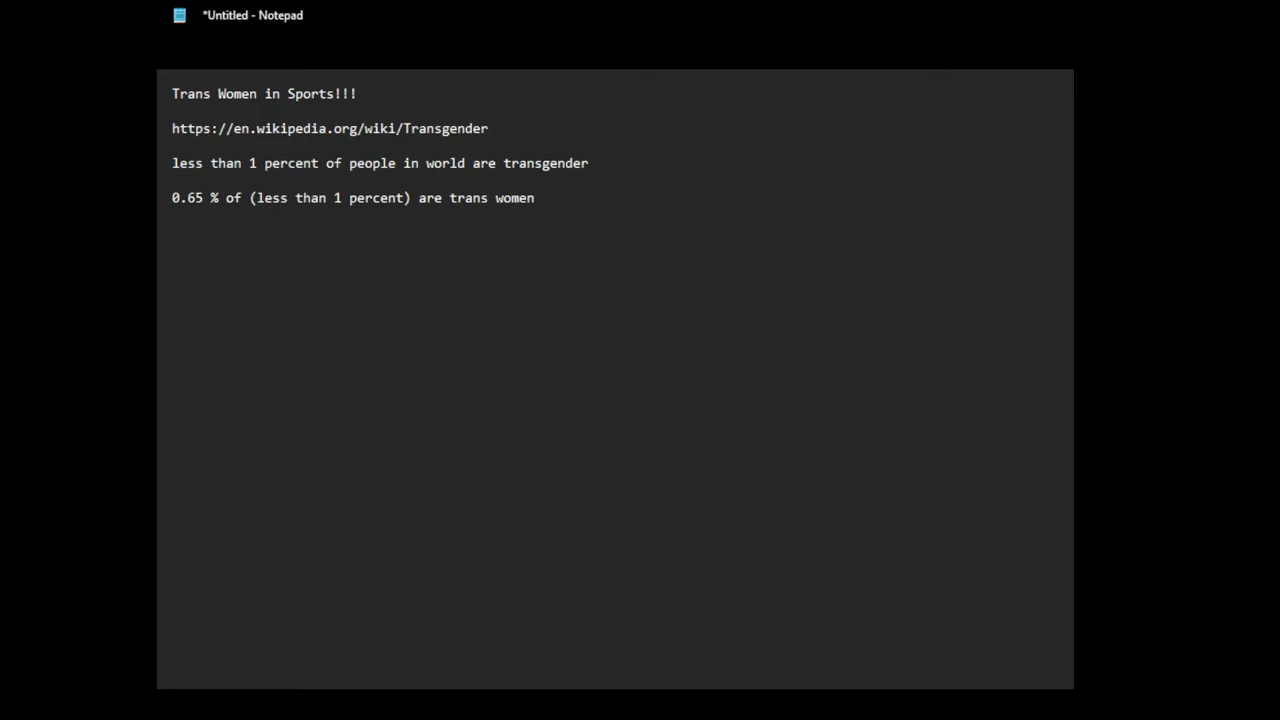 *Untitled - Notepad
Trans Women in Sports!!!
https://en.wikipedia.org/wiki/Transgender
less than 1 percent of people in world are transgender
0.65 % of (less than 1 percent) are trans women